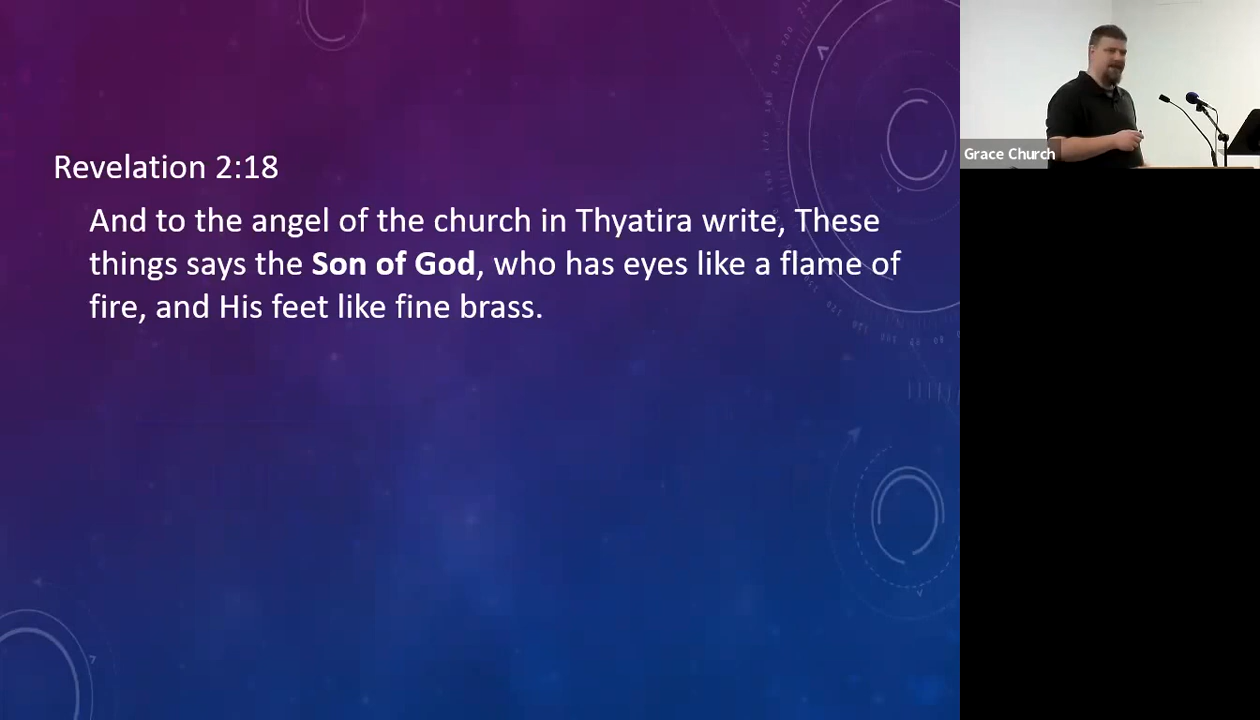 Revelation 2:18
And to the angel of the church in Thyatira write, These
things says the Son of God, who has eyes like a flame of
fire, and His feet like fine brass.
Grace Church